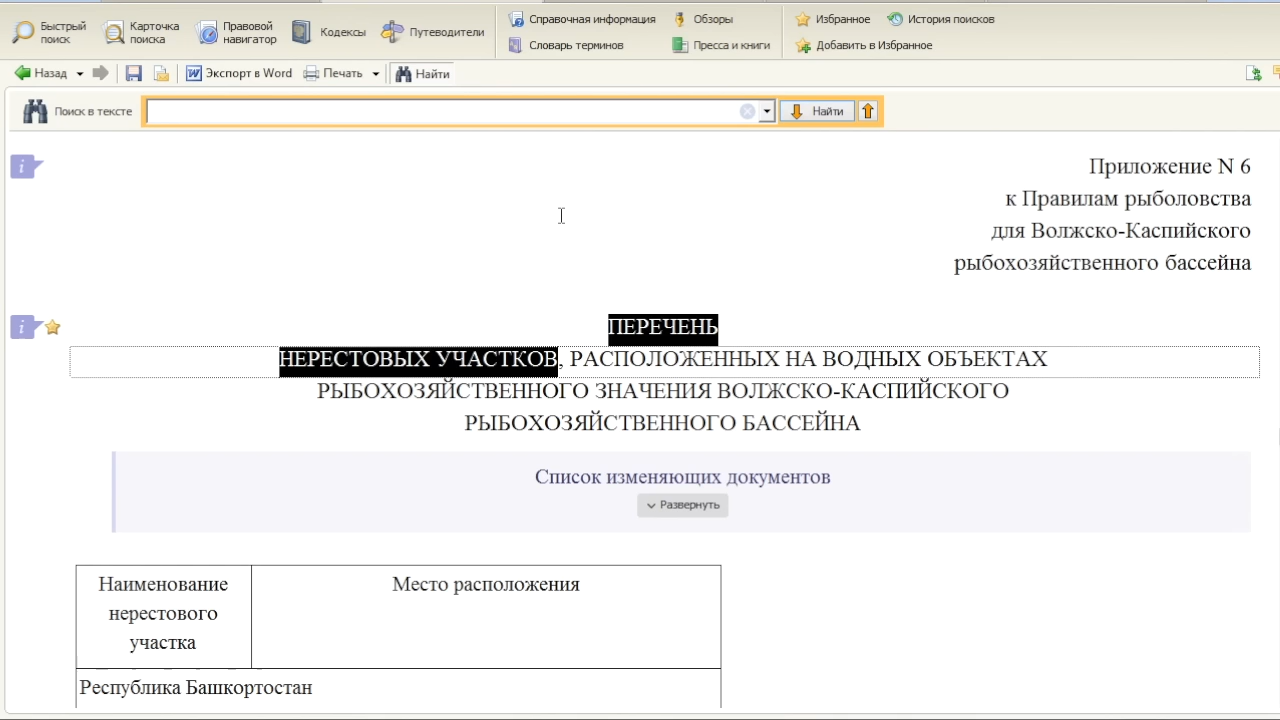 Быстрый поиск
Карточка поиска
Правовой навигатор
Кодексы
Путеводители
Справочная информация
Словарь терминов
Обзоры
Пресса и книги
Избранное
История поисков
Добавить в Избранное
Назад
Экспорт в Word
Печать
Найти
Поиск в тексте
Найти
Приложение N 6
к Правилам рыболовства
для Волжско-Каспийского
рыбохозяйственного бассейна
ПЕРЕЧЕНЬ
НЕРЕСТОВЫХ УЧАСТКОВ, РАСПОЛОЖЕННЫХ НА ВОДНЫХ ОБЪЕКТАХ
РЫБОХОЗЯЙСТВЕННОГО ЗНАЧЕНИЯ ВОЛЖСКО-КАСПИЙСКОГО
РЫБОХОЗЯЙСТВЕННОГО БАССЕЙНА
Список изменяющих документов
Развернуть
Наименование
нерестового
участка
Место расположения
Республика Башкортостан